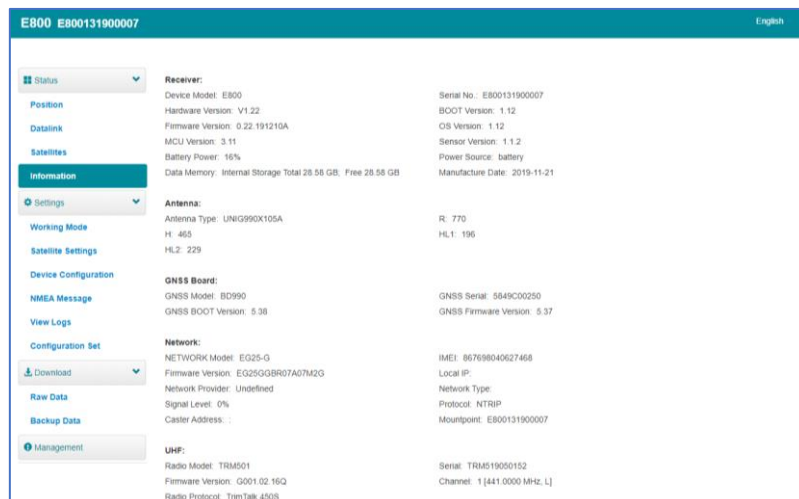 E800 E800131900007
English
Status
Position
Datalink
Satellites
Information
Settings
Working Mode
Satellite Settings
Device Configuration
NMEA Message
View Logs
Configuration Set
Download
Raw Data
Backup Data
Management
Receiver:
Device Model: E800
Serial No.: E800131900007
Hardware Version: V1.22
BOOT Version: 1.12
Firmware Version: 0.22.191210A
OS Version: 1.12
MCU Version: 3.11
Sensor Version: 1.1.2
Battery Power: 16%
Power Source: battery
Data Memory: Internal Storage Total 28.58 GB; Free 28.58 GB
Manufacture Date: 2019-11-21
Antenna:
Antenna Type: UNIG990X105A
R: 770
H: 465
HL1: 196
HL2: 229
GNSS Board:
GNSS Model: BD990
GNSS Serial: 5849C00250
GNSS BOOT Version: 5.38
GNSS Firmware Version: 5.37
Network:
NETWORK Model: EG25-G
IMEI: 867698040627468
Firmware Version: EG25GGBR07A07M2G
Local IP:
Network Provider: Undefined
Network Type:
Signal Level: 0%
Protocol: NTRIP
Caster Address: :
Mountpoint: E800131900007
UHF:
Radio Model: TRM501
Serial: TRM519050152
Firmware Version: G001.02.16Q
Channel: 1 [441.0000 MHz, L]
Radio Protocol: TrimTalk 450S